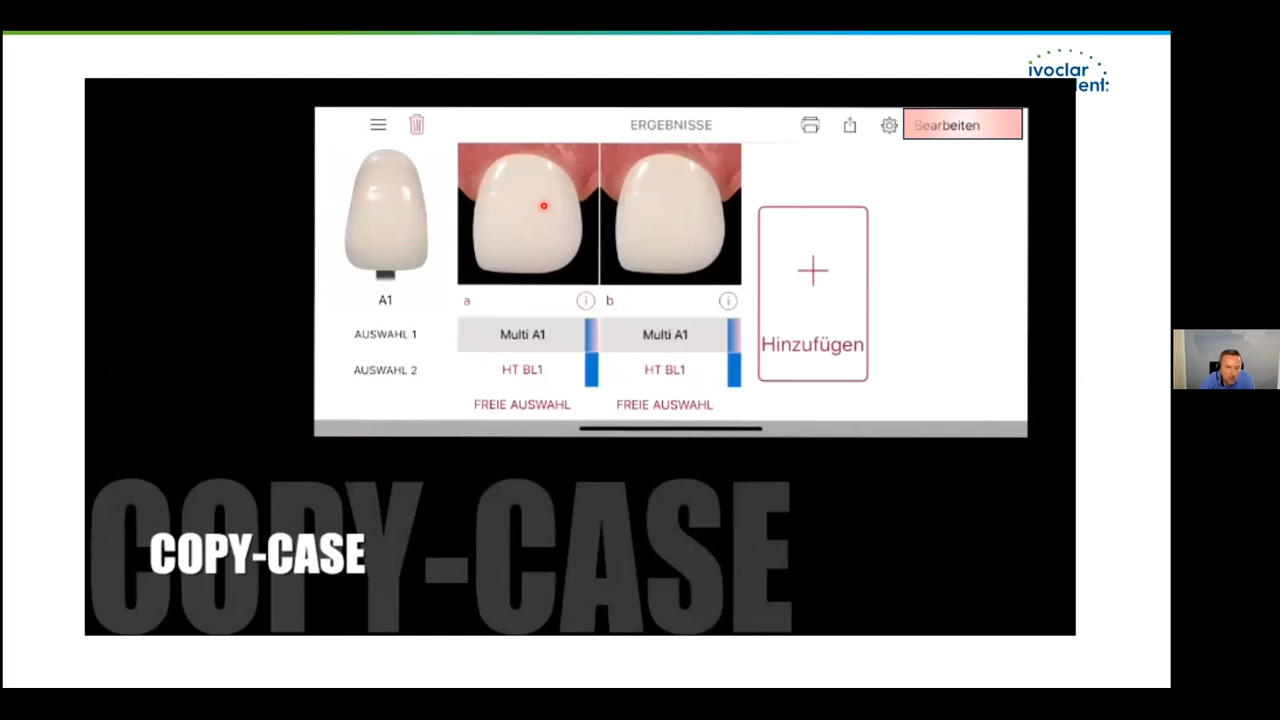 ivoclar
ERGEBNISSE
Bearbeiten
A1
a
b
AUSWAHL 1
Multi A1
Multi A1
AUSWAHL 2
HT BL1
HT BL1
FREIE AUSWAHL
FREIE AUSWAHL
Hinzufügen
COPY-CASE
COPY-CASE